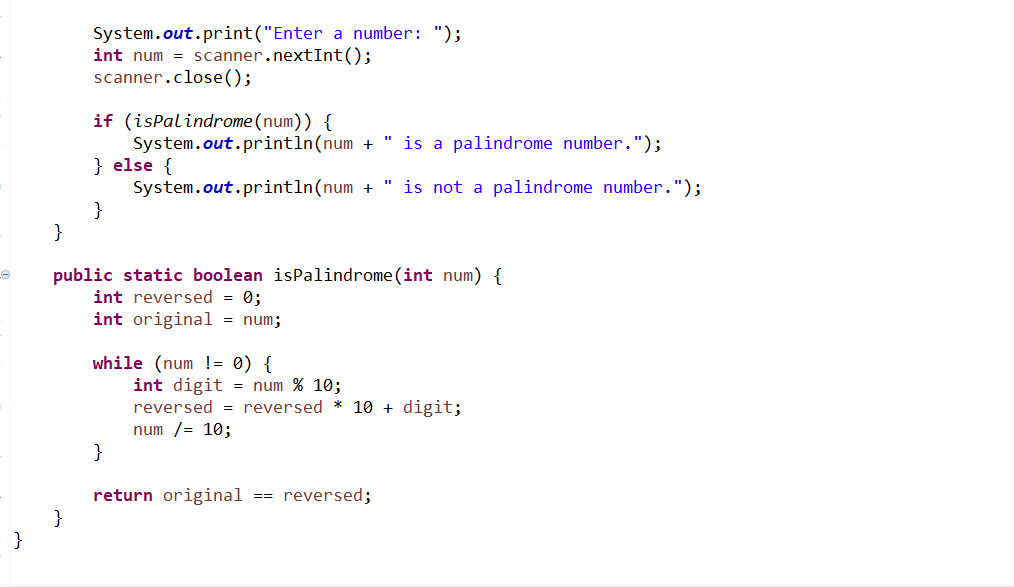 System.out.print("Enter a number: ");
int num = scanner.nextInt();
scanner.close();
if (isPalindrome(num)) {
System.out.println(num + " is a palindrome number.");
} else {
System.out.println(num + " is not a palindrome number.");
}
}
public static boolean isPalindrome(int num) {
int reversed = 0;
int original = num;
while (num != 0) {
int digit = num % 10;
reversed = reversed * 10 + digit;
num /= 10;
}
return original == reversed;
}
}